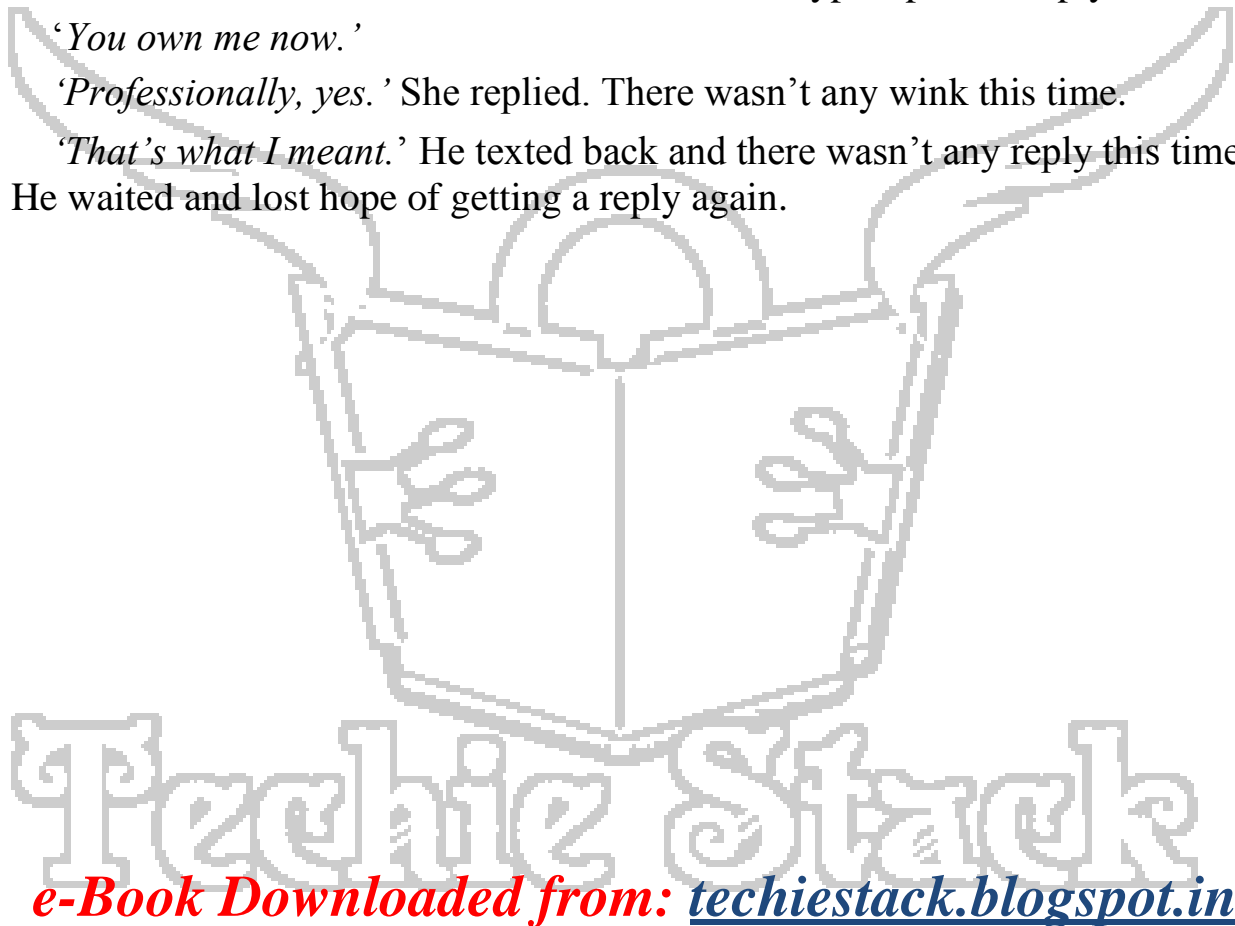 ‘You own me now.’
‘Professionally, yes.’ She replied. There wasn’t any wink this time.
‘That’s what I meant.’ He texted back and there wasn’t any reply this time
He waited and lost hope of getting a reply again.
Techie Stack
e-Book Downloaded from: techiestack.blogspot.in